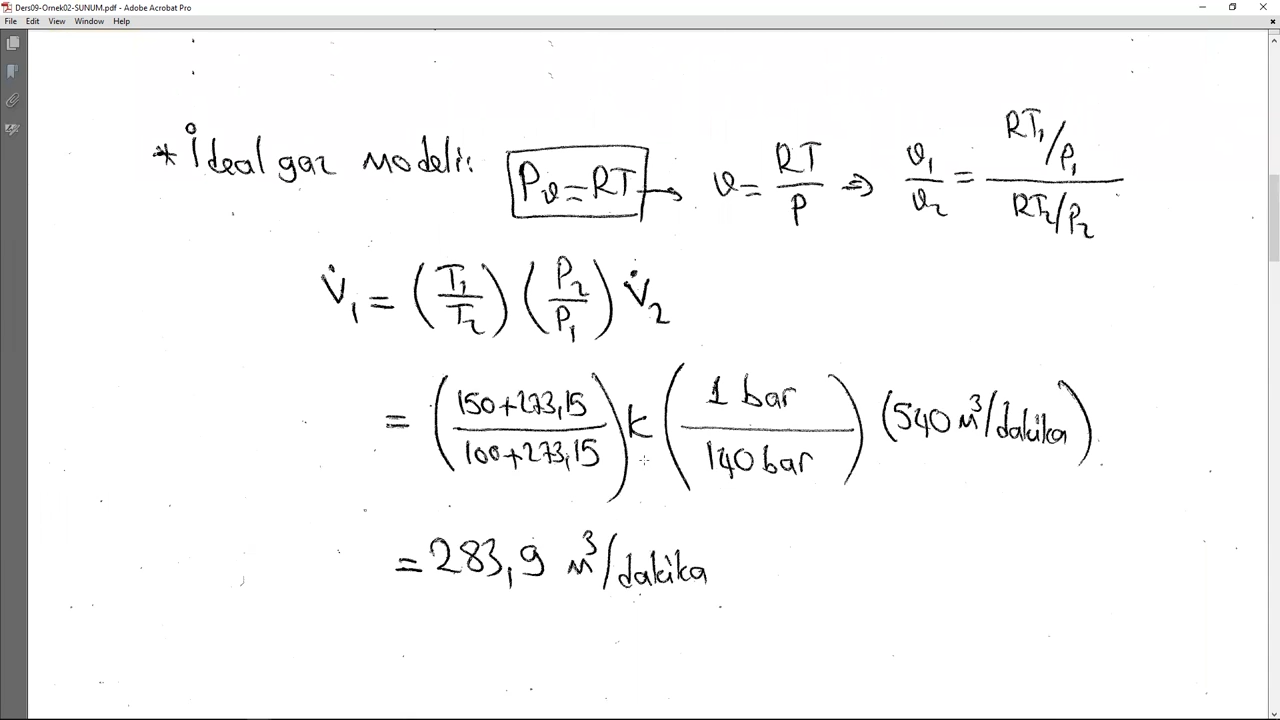 Ders09-Ornek02-SUNUM.pdf - Adobe Acrobat Pro
File Edit View Window Help
* İdeal gaz modeli: Pv=RT → v = RT/P ⇒ v₁/v₂ = (RT₁/P₁)/(RT₂/P₂)
V̇₁ = (T₁/T₂) (P₂/P₁) V̇₂
= (150+273,15 / 100+273,15) K (1 bar / 140 bar) (540 m³/dakika)
= 283,9 m³/dakika